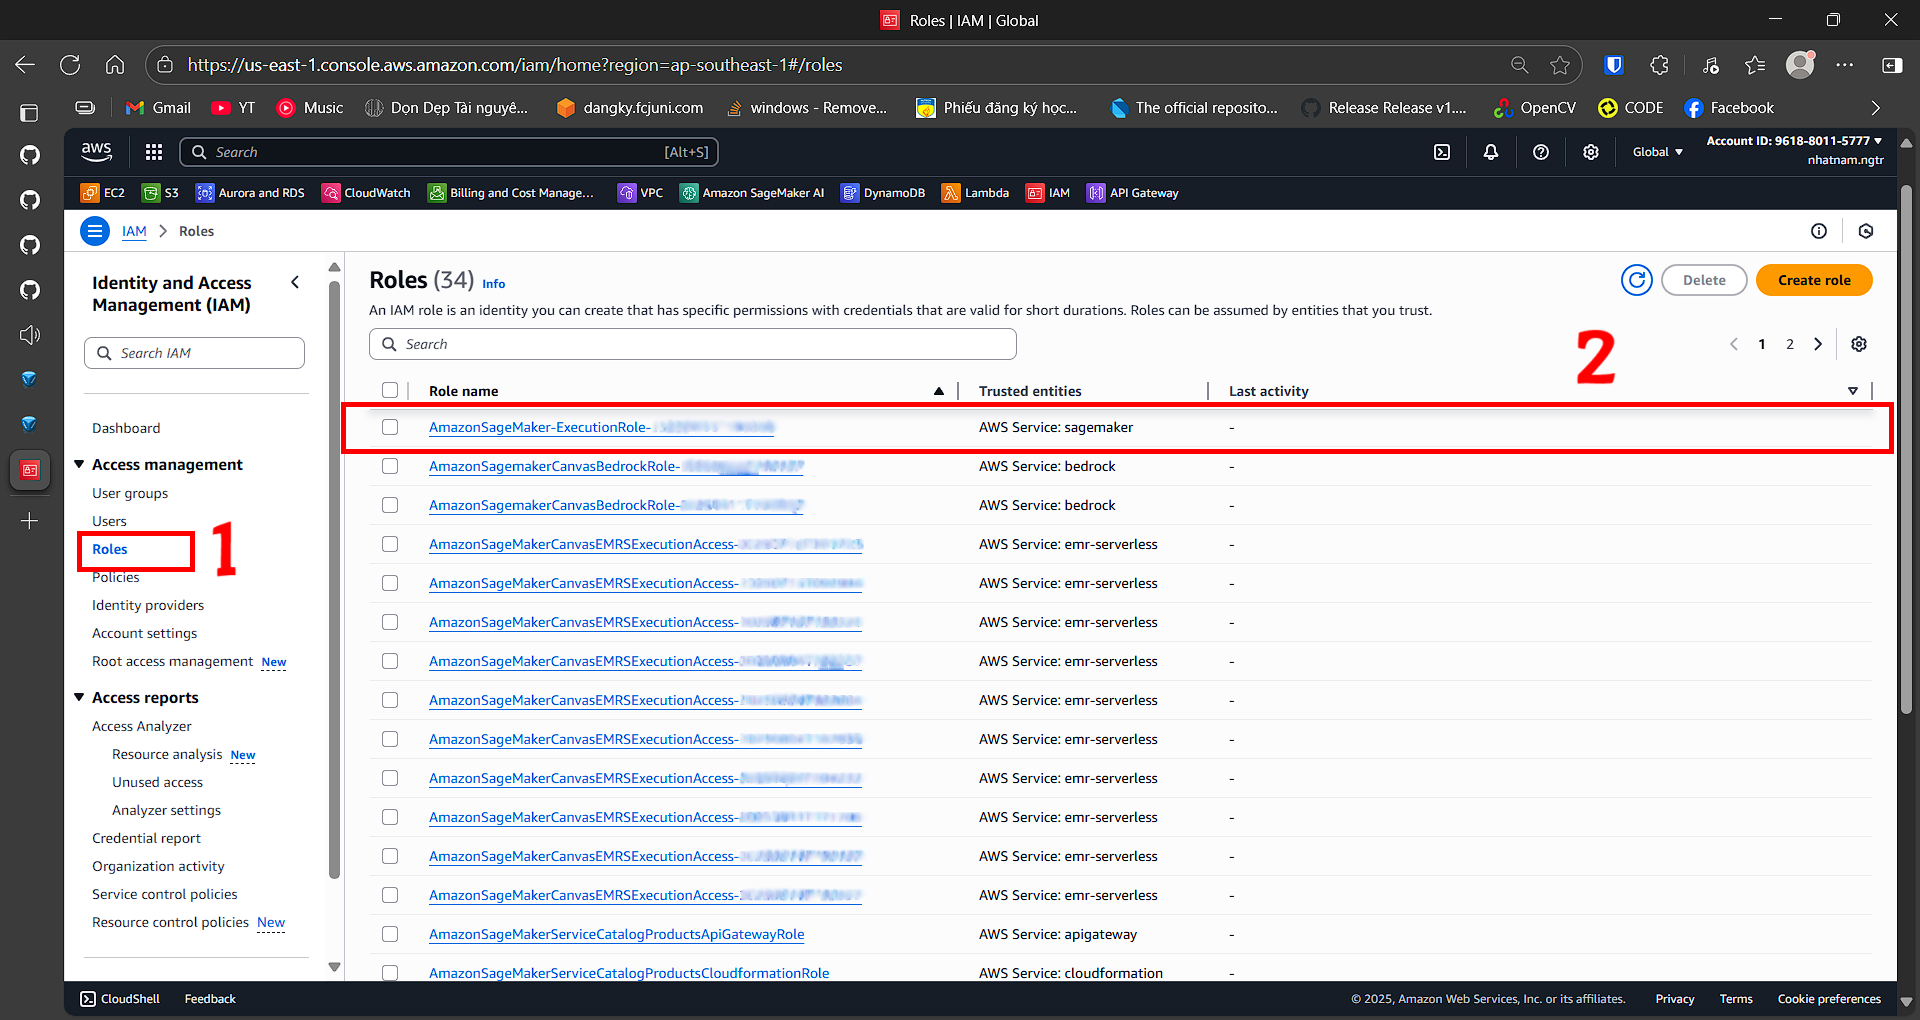 Roles | IAM | Global
https://us-east-1.console.aws.amazon.com/iam/home?region=ap-southeast-1#/roles
Gmail
YT
Music
Dọn Dẹp Tài nguyê...
dangky.fcjuni.com
windows - Remove...
Phiếu đăng ký học...
The official reposito...
Release Release v1....
OpenCV
CODE
Facebook
aws
Search
[Alt+S]
Global
Account ID: 9618-8011-5777
nhatnam.ngtr
EC2
S3
Aurora and RDS
CloudWatch
Billing and Cost Manage...
VPC
Amazon SageMaker AI
DynamoDB
Lambda
IAM
API Gateway
IAM
Roles
Identity and Access
Management (IAM)
Search IAM
Dashboard
Access management
User groups
Users
Roles
1
Policies
Identity providers
Account settings
Root access management New
Access reports
Access Analyzer
Resource analysis New
Unused access
Analyzer settings
Credential report
Organization activity
Service control policies
Resource control policies New
Roles (34) Info
Delete
Create role
An IAM role is an identity you can create that has specific permissions with credentials that are valid for short durations. Roles can be assumed by entities that you trust.
Search
2
1 2
Role name Trusted entities Last activity
AmazonSageMaker-ExecutionRole- AWS Service: sagemaker -
AmazonSagemakerCanvasBedrockRole- AWS Service: bedrock -
AmazonSagemakerCanvasBedrockRole- AWS Service: bedrock -
AmazonSageMakerCanvasEMRSExecutionAccess- AWS Service: emr-serverless -
AmazonSageMakerCanvasEMRSExecutionAccess- AWS Service: emr-serverless -
AmazonSageMakerCanvasEMRSExecutionAccess- AWS Service: emr-serverless -
AmazonSageMakerCanvasEMRSExecutionAccess- AWS Service: emr-serverless -
AmazonSageMakerCanvasEMRSExecutionAccess- AWS Service: emr-serverless -
AmazonSageMakerCanvasEMRSExecutionAccess- AWS Service: emr-serverless -
AmazonSageMakerCanvasEMRSExecutionAccess- AWS Service: emr-serverless -
AmazonSageMakerCanvasEMRSExecutionAccess- AWS Service: emr-serverless -
AmazonSageMakerCanvasEMRSExecutionAccess- AWS Service: emr-serverless -
AmazonSageMakerCanvasEMRSExecutionAccess- AWS Service: emr-serverless -
AmazonSageMakerServiceCatalogProductsApiGatewayRole AWS Service: apigateway -
AmazonSageMakerServiceCatalogProductsCloudformationRole AWS Service: cloudformation -
CloudShell
Feedback
© 2025, Amazon Web Services, Inc. or its affiliates.
Privacy
Terms
Cookie preferences